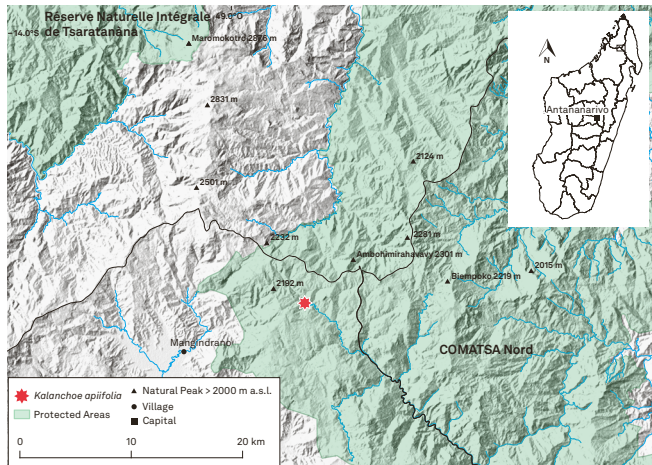 Réserve Naturelle Intégrale
de Tsaratanana
49.0°O
14.0°S
Maromokotro 2876 m
2831 m
2501 m
2232 m
2192 m
2124 m
2281 m
Ambohimirahavavy 2301 m
Biempoko 2219 m
2015 m
Mangindrano
COMATSA Nord
N
Antananarivo
Kalanchoe apiifolia
Protected Areas
Natural Peak > 2000 m a.s.l.
Village
Capital
0
10
20 km